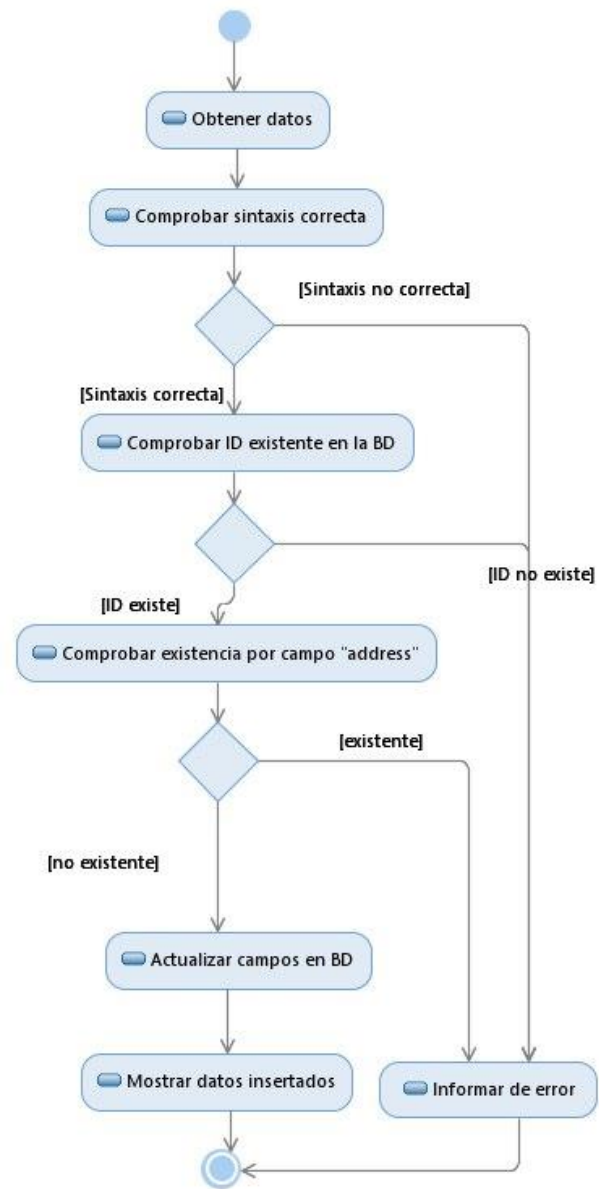 Obtener datos
Comprobar sintaxis correcta
[Sintaxis no correcta]
[Sintaxis correcta]
Comprobar ID existente en la BD
[ID no existe]
[ID existe]
Comprobar existencia por campo "address"
[existente]
[no existente]
Actualizar campos en BD
Mostrar datos insertados
Informar de error